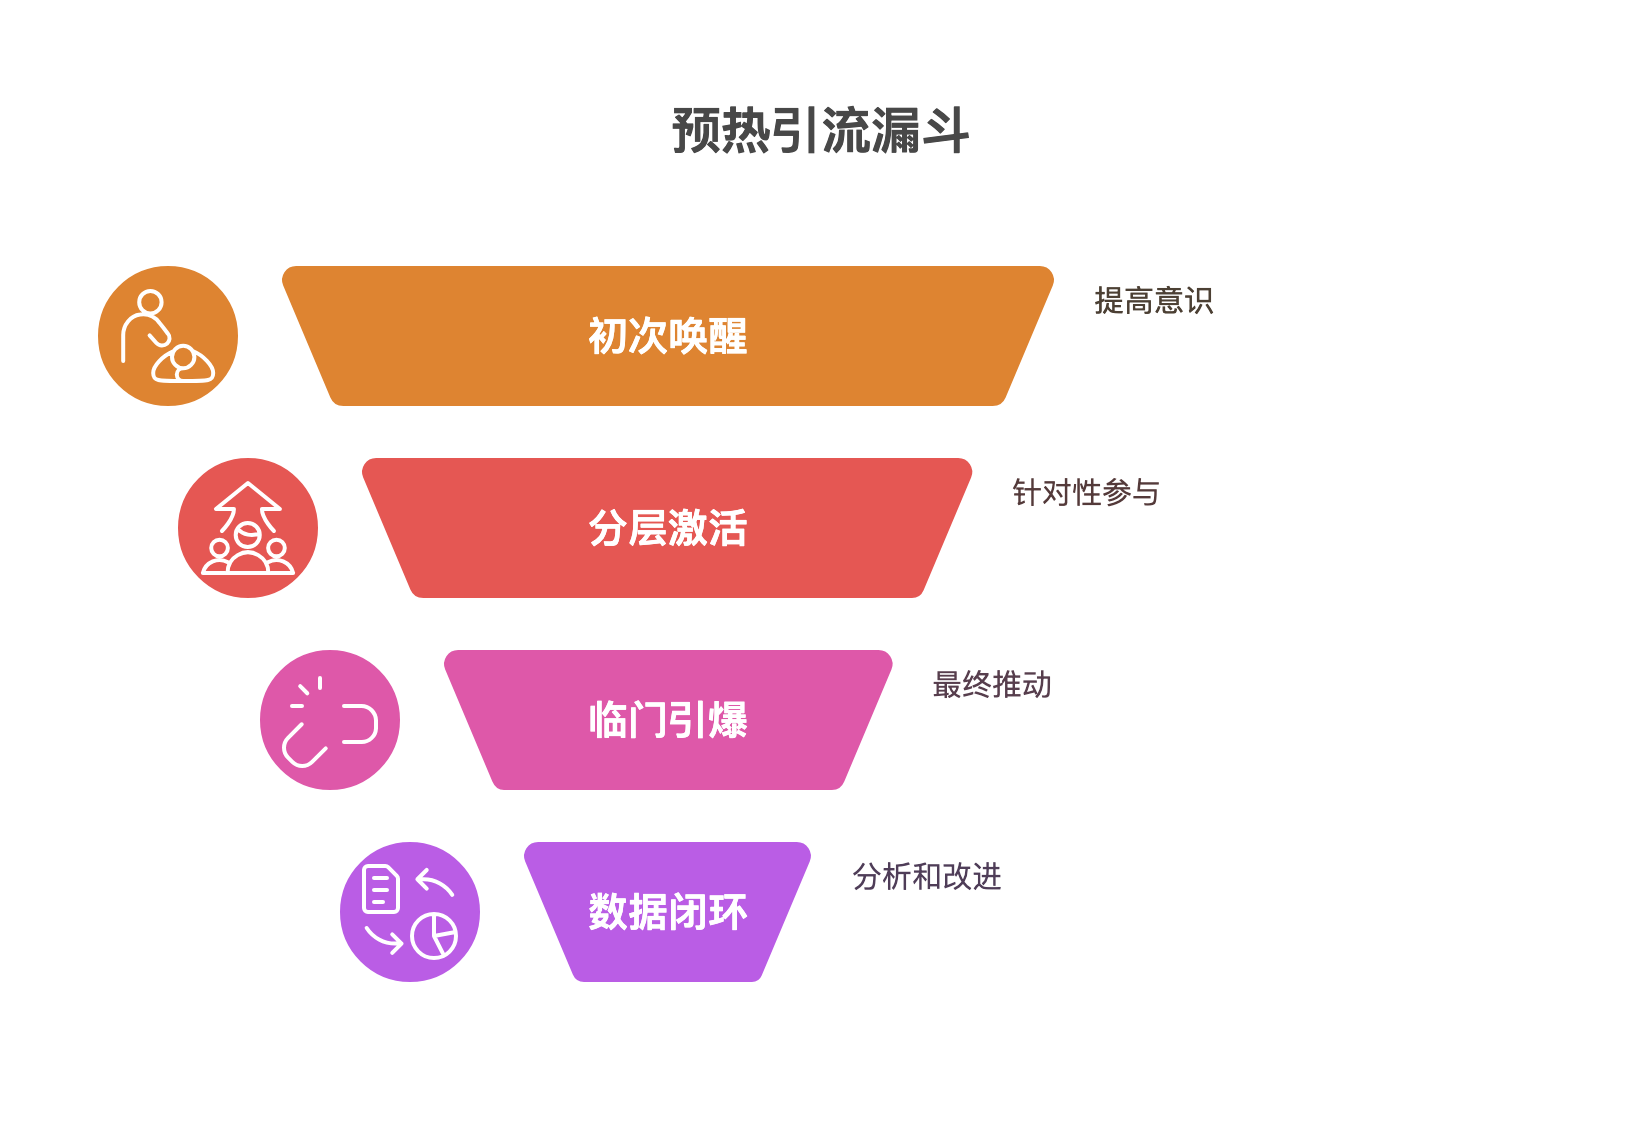 预热引流漏斗
初次唤醒
提高意识
分层激活
针对性参与
临门引爆
最终推动
数据闭环
分析和改进